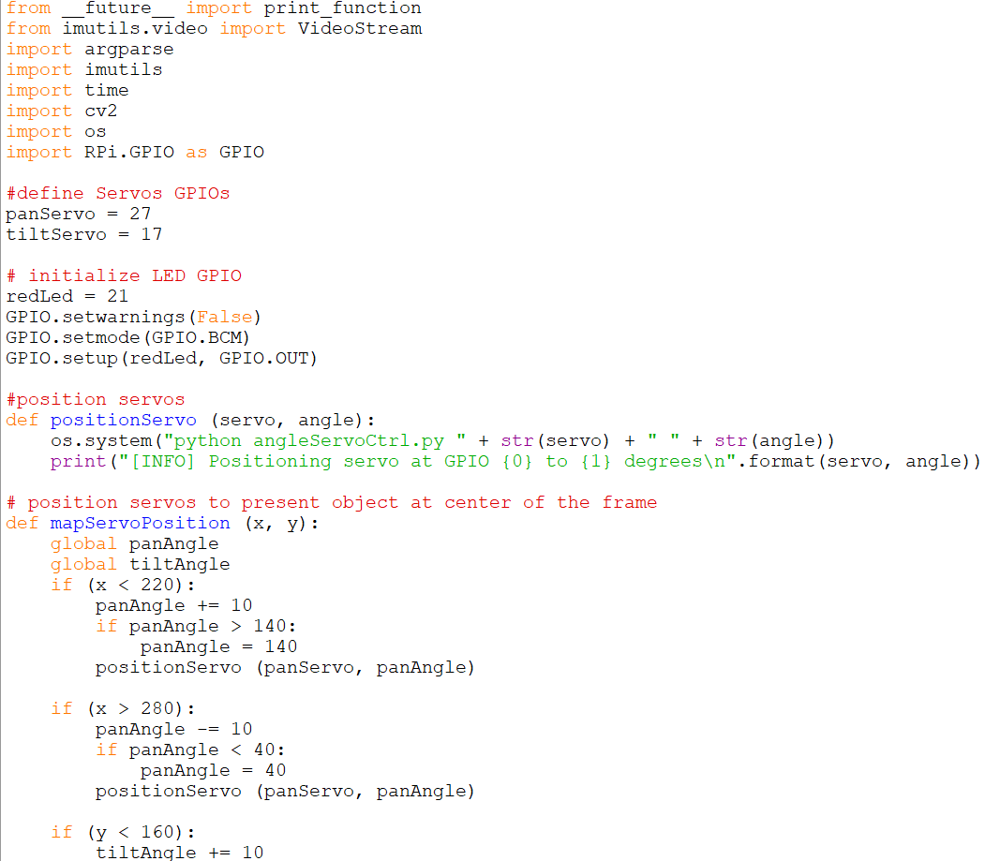 from __future__ import print_function
from imutils.video import VideoStream
import argparse
import imutils
import time
import cv2
import os
import RPi.GPIO as GPIO

#define Servos GPIOs
panServo = 27
tiltServo = 17

# initialize LED GPIO
redLed = 21
GPIO.setwarnings(False)
GPIO.setmode(GPIO.BCM)
GPIO.setup(redLed, GPIO.OUT)

#position servos
def positionServo (servo, angle):
    os.system("python angleServoCtrl.py " + str(servo) + " " + str(angle))
    print("[INFO] Positioning servo at GPIO {0} to {1} degrees\n".format(servo, angle))

# position servos to present object at center of the frame
def mapServoPosition (x, y):
    global panAngle
    global tiltAngle
    if (x < 220):
        panAngle += 10
        if panAngle > 140:
            panAngle = 140
        positionServo (panServo, panAngle)

    if (x > 280):
        panAngle -= 10
        if panAngle < 40:
            panAngle = 40
        positionServo (panServo, panAngle)

    if (y < 160):
        tiltAngle += 10